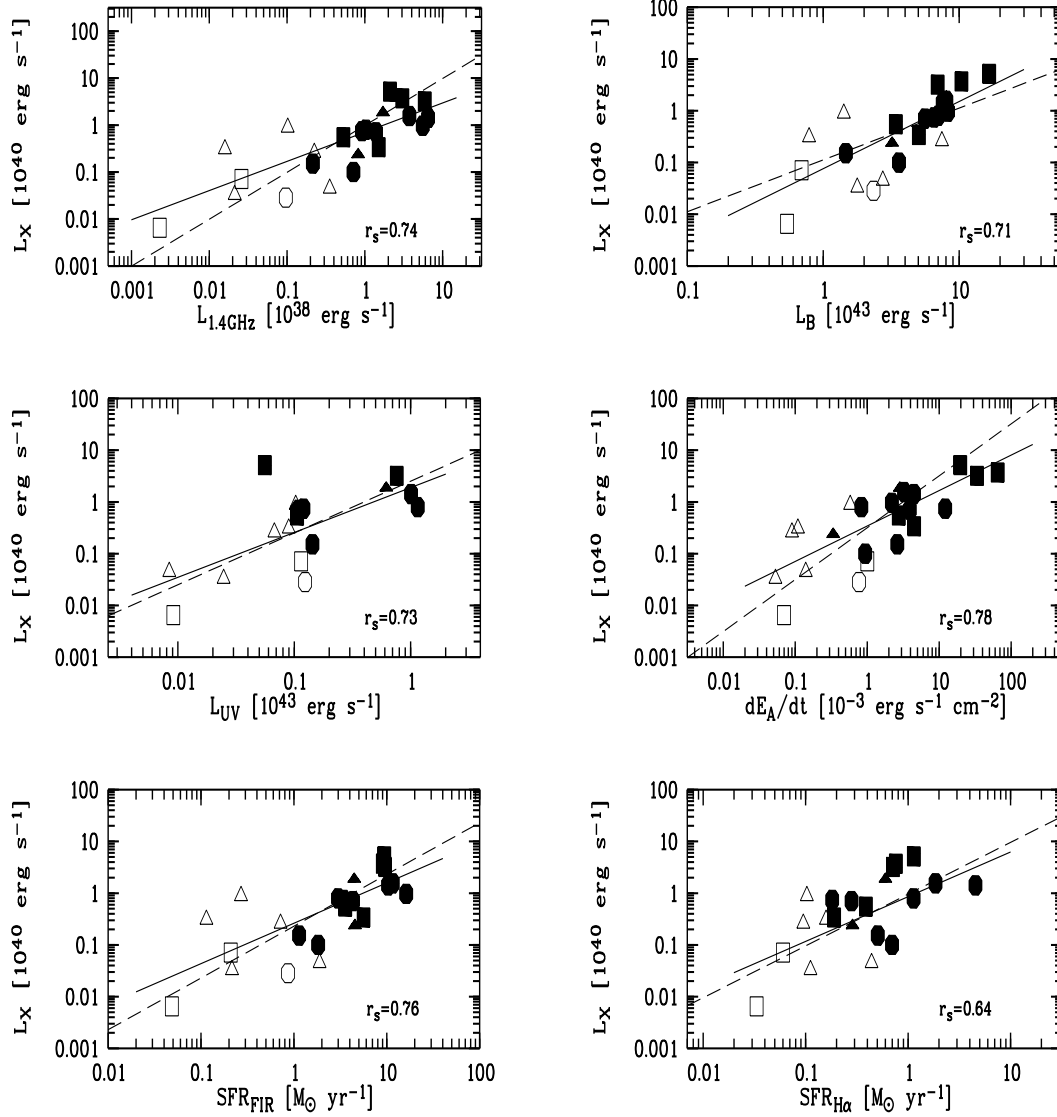 100
10
1
0.1
0.01
0.001
L_X [10^40 erg s^−1]
r_s=0.74
0.001 0.01 0.1 1 10
L_1.4GHz [10^38 erg s^−1]
100
10
1
0.1
0.01
0.001
L_X [10^40 erg s^−1]
r_s=0.71
0.1 1 10
L_B [10^43 erg s^−1]
100
10
1
0.1
0.01
0.001
L_X [10^40 erg s^−1]
r_s=0.73
0.01 0.1 1
L_UV [10^43 erg s^−1]
100
10
1
0.1
0.01
0.001
L_X [10^40 erg s^−1]
r_s=0.78
0.01 0.1 1 10 100
dE_A/dt [10^−3 erg s^−1 cm^−2]
100
10
1
0.1
0.01
0.001
L_X [10^40 erg s^−1]
r_s=0.76
0.01 0.1 1 10 100
SFR_FIR [M_⊙ yr^−1]
100
10
1
0.1
0.01
0.001
L_X [10^40 erg s^−1]
r_s=0.64
0.01 0.1 1 10
SFR_Hα [M_⊙ yr^−1]